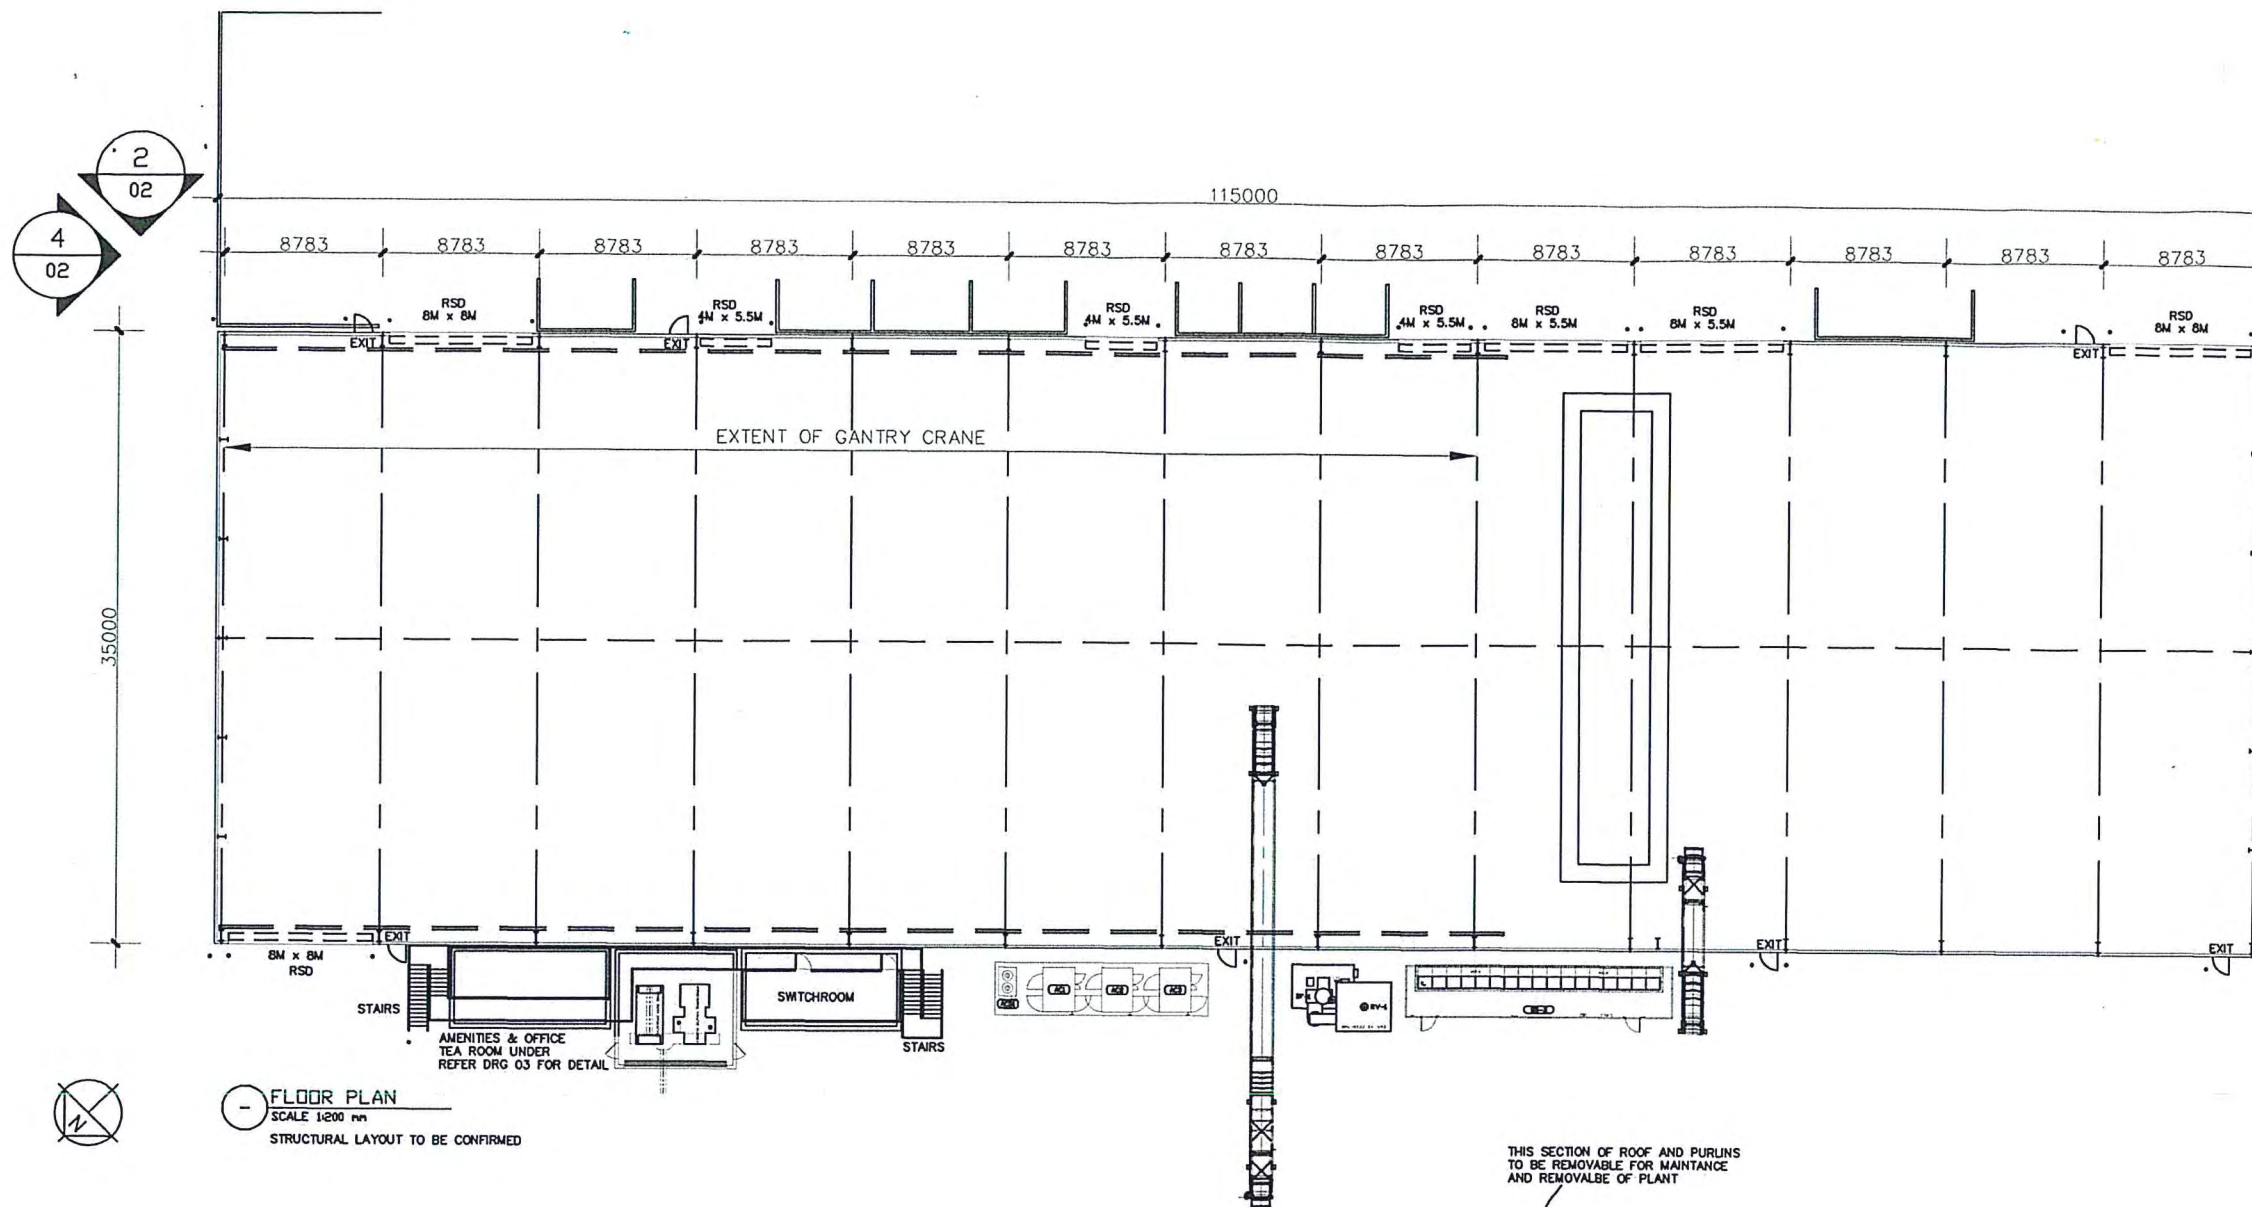 2
02
4
02
115000
8783 8783 8783 8783 8783 8783 8783 8783 8783 8783 8783 8783 8783
RSD
8M x 8M
RSD
4M x 5.5M
RSD
4M x 5.5M
RSD
4M x 5.5M
RSD
8M x 5.5M
RSD
8M x 5.5M
RSD
8M x 8M
EXIT
EXIT
EXIT
EXTENT OF GANTRY CRANE
35000
EXIT
EXIT
EXIT
EXIT
8M x 8M
RSD
STAIRS
SWITCHROOM
STAIRS
AMENITIES & OFFICE
TEA ROOM UNDER
REFER DRG 03 FOR DETAIL
AC1
AC2
AC3
N
-
FLOOR PLAN
SCALE 1:200 mm
STRUCTURAL LAYOUT TO BE CONFIRMED
THIS SECTION OF ROOF AND PURLINS
TO BE REMOVABLE FOR MAINTANCE
AND REMOVALBE OF PLANT